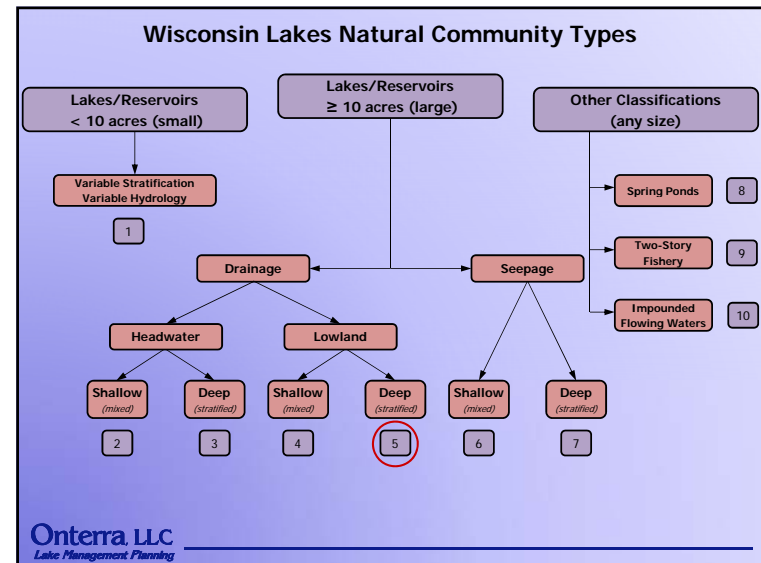 Wisconsin Lakes Natural Community Types
Lakes/Reservoirs
< 10 acres (small)
Lakes/Reservoirs
≥ 10 acres (large)
Other Classifications
(any size)
Variable Stratification
Variable Hydrology
1
Spring Ponds
8
Two-Story
Fishery
9
Impounded
Flowing Waters
10
Drainage
Seepage
Headwater
Lowland
Shallow
(mixed)
Deep
(stratified)
Shallow
(mixed)
Deep
(stratified)
Shallow
(mixed)
Deep
(stratified)
2
3
4
5
6
7
Onterra, LLC
Lake Management Planning